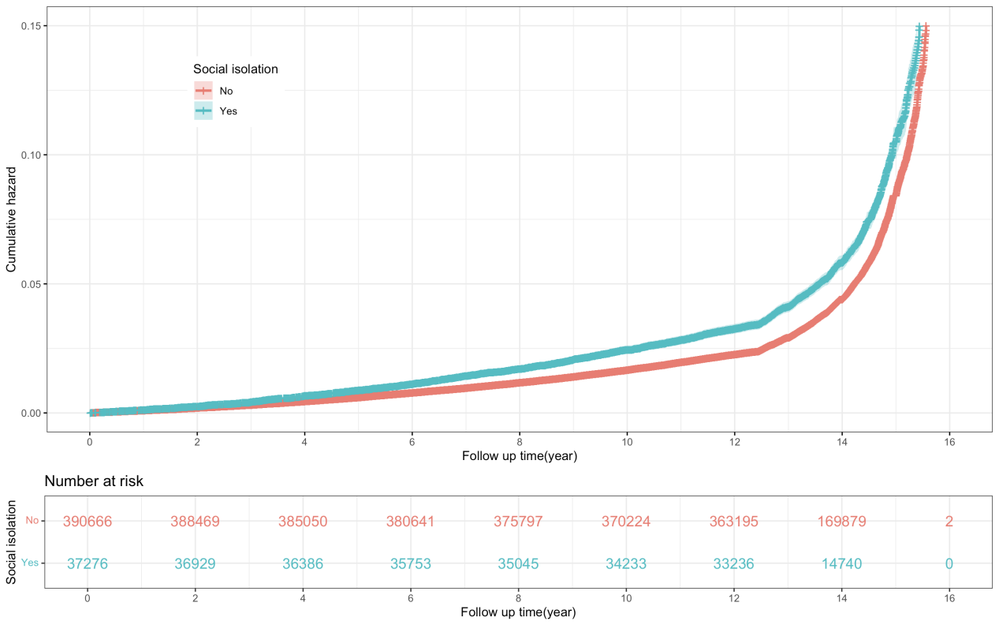 0.15
0.10
0.05
0.00
Cumulative hazard
Social isolation
No
Yes
0 2 4 6 8 10 12 14 16
Follow up time(year)
Number at risk
Social isolation
No 390666 388469 385050 380641 375797 370224 363195 169879 2
Yes 37276 36929 36386 35753 35045 34233 33236 14740 0
0 2 4 6 8 10 12 14 16
Follow up time(year)